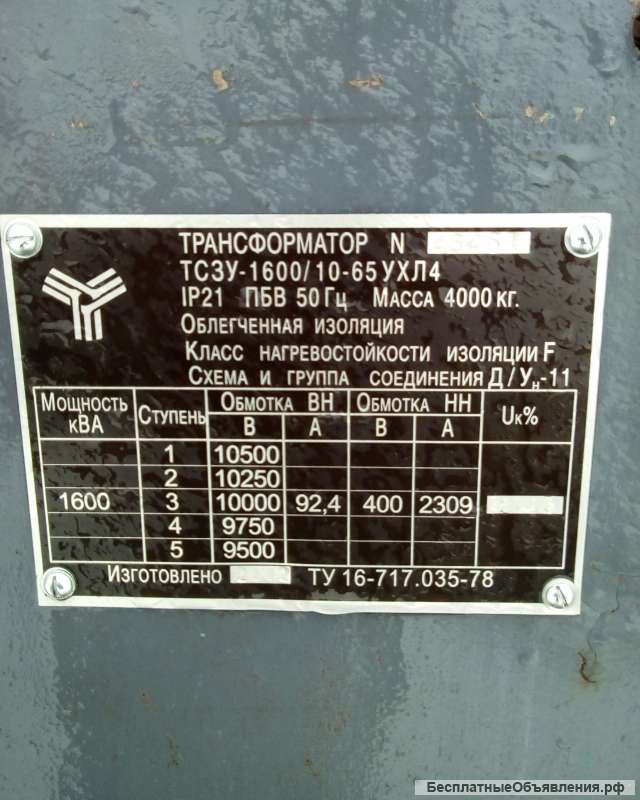 ТРАНСФОРМАТОР N
ТСЗУ-1600/10-65 УХЛ4
IP21 ПБВ 50 Гц МАССА 4000 КГ.
ОБЛЕГЧЕННАЯ ИЗОЛЯЦИЯ
КЛАСС НАГРЕВОСТОЙКОСТИ ИЗОЛЯЦИИ F
СХЕМА И ГРУППА СОЕДИНЕНИЯ Д/Ун-11
МОЩНОСТЬ кВА СТУПЕНЬ ОБМОТКА ВН ОБМОТКА НН Uк%
В А В А
1 10500
2 10250
1600 3 10000 92,4 400 2309
4 9750
5 9500
ИЗГОТОВЛЕНО ТУ 16-717.035-78
БесплатныеОбъявления.рф